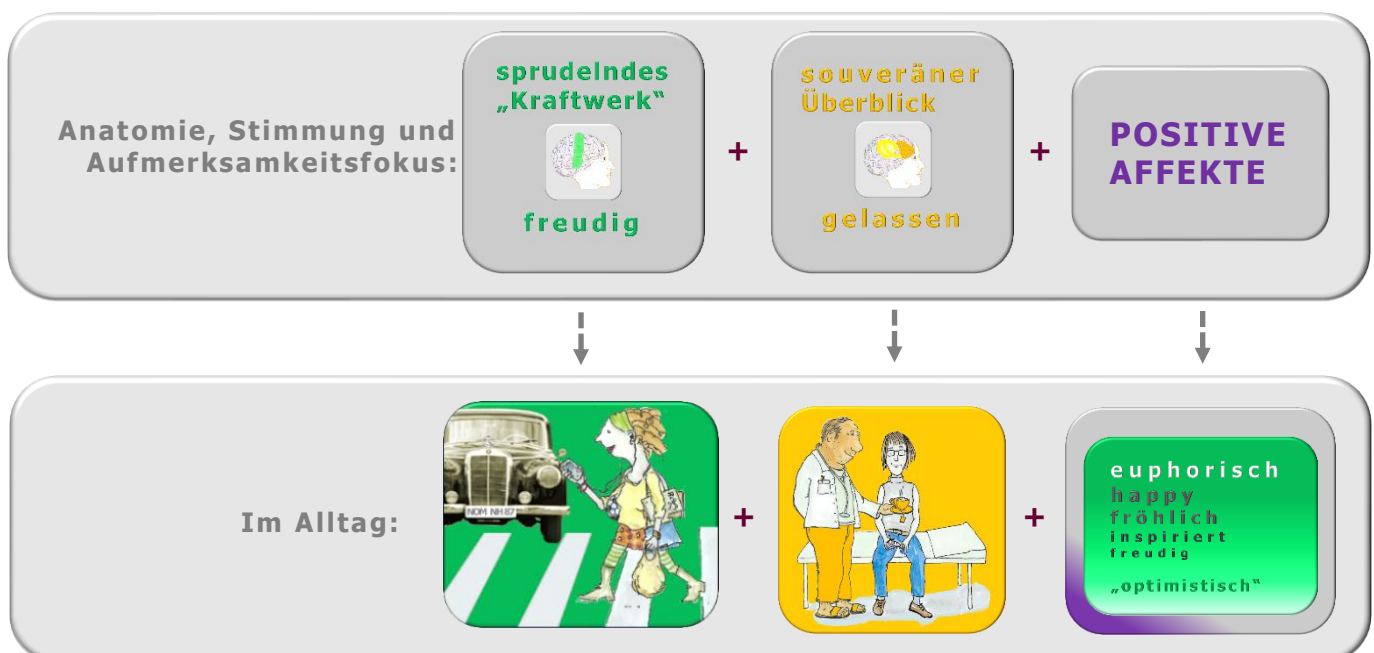 Anatomie, Stimmung und
Aufmerksamkeitsfokus:
sprudelndes
„Kraftwerk“
freudig
+
souveräner
Überblick
gelassen
+
POSITIVE
AFFEKTE
Im Alltag:
NOM NH 87
+
+
euphorisch
happy
fröhlich
inspiriert
freudig
„optimistisch“